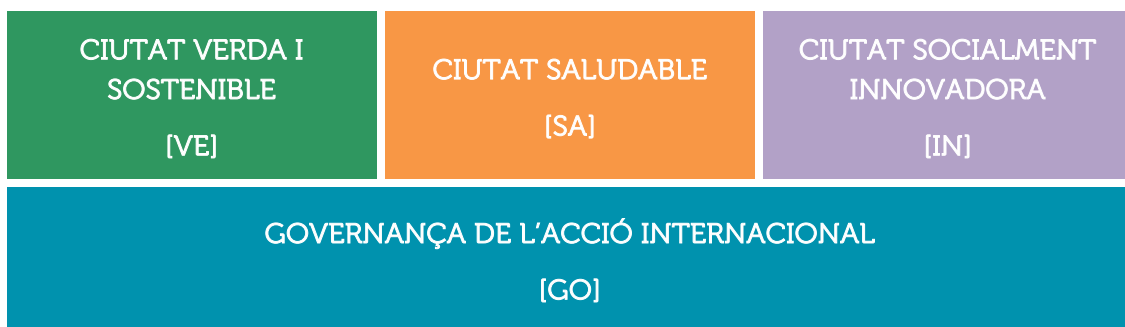 CIUTAT VERDA I
SOSTENIBLE
[VE]
CIUTAT SALUDABLE
[SA]
CIUTAT SOCIALMENT
INNOVADORA
[IN]
GOVERNANÇA DE L'ACCIÓ INTERNACIONAL
[GO]